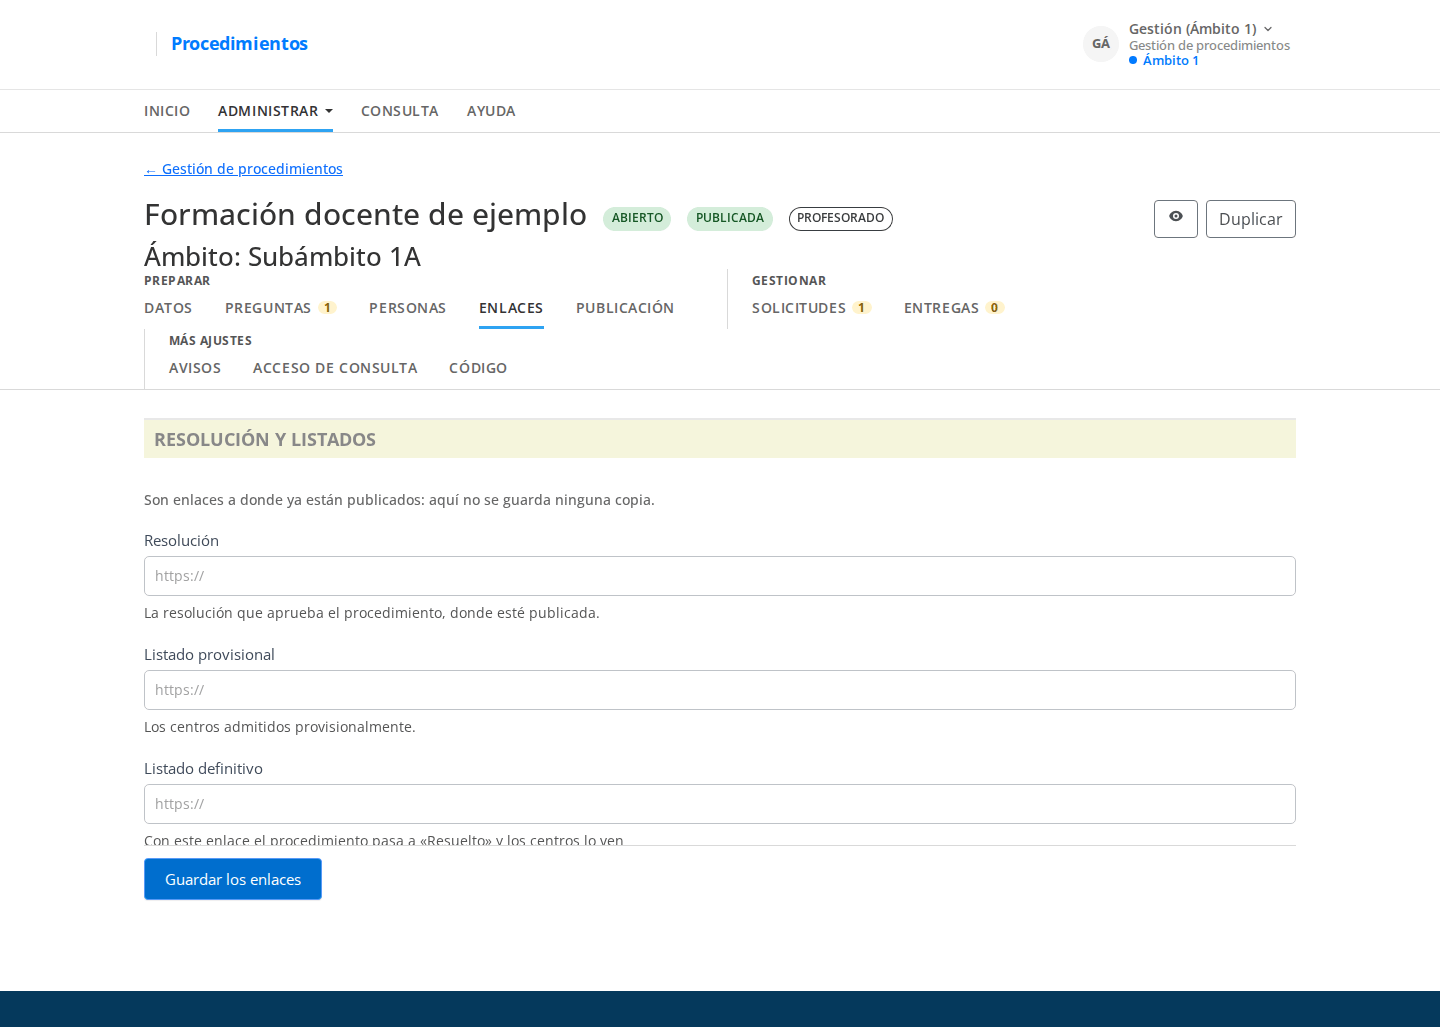 Procedimientos
GÁ
Gestión (Ámbito 1)
Gestión de procedimientos
Ámbito 1
INICIO
ADMINISTRAR
CONSULTA
AYUDA
← Gestión de procedimientos
Formación docente de ejemplo
ABIERTO
PUBLICADA
PROFESORADO
Duplicar
Ámbito: Subámbito 1A
PREPARAR
DATOS
PREGUNTAS 1
PERSONAS
ENLACES
PUBLICACIÓN
GESTIONAR
SOLICITUDES 1
ENTREGAS 0
MÁS AJUSTES
AVISOS
ACCESO DE CONSULTA
CÓDIGO
RESOLUCIÓN Y LISTADOS
Son enlaces a donde ya están publicados: aquí no se guarda ninguna copia.
Resolución
https://
La resolución que aprueba el procedimiento, donde esté publicada.
Listado provisional
https://
Los centros admitidos provisionalmente.
Listado definitivo
https://
Con este enlace el procedimiento pasa a «Resuelto» y los centros lo ven
Guardar los enlaces